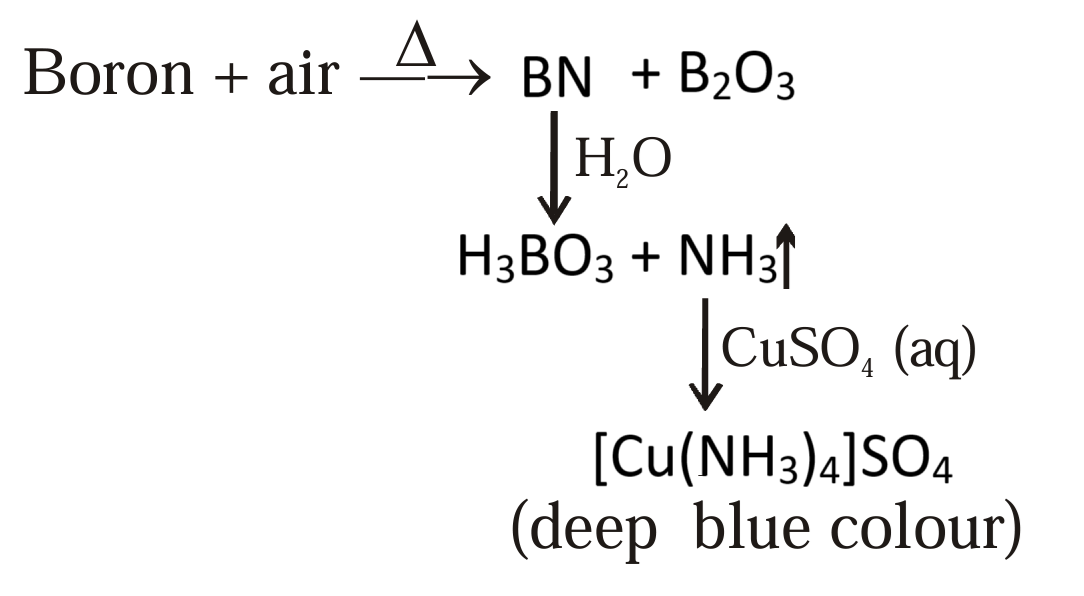 Boron + air —Δ→ BN + B₂O₃
↓ H₂O
H₃BO₃ + NH₃↑
↓ CuSO₄ (aq)
[Cu(NH₃)₄]SO₄
(deep blue colour)